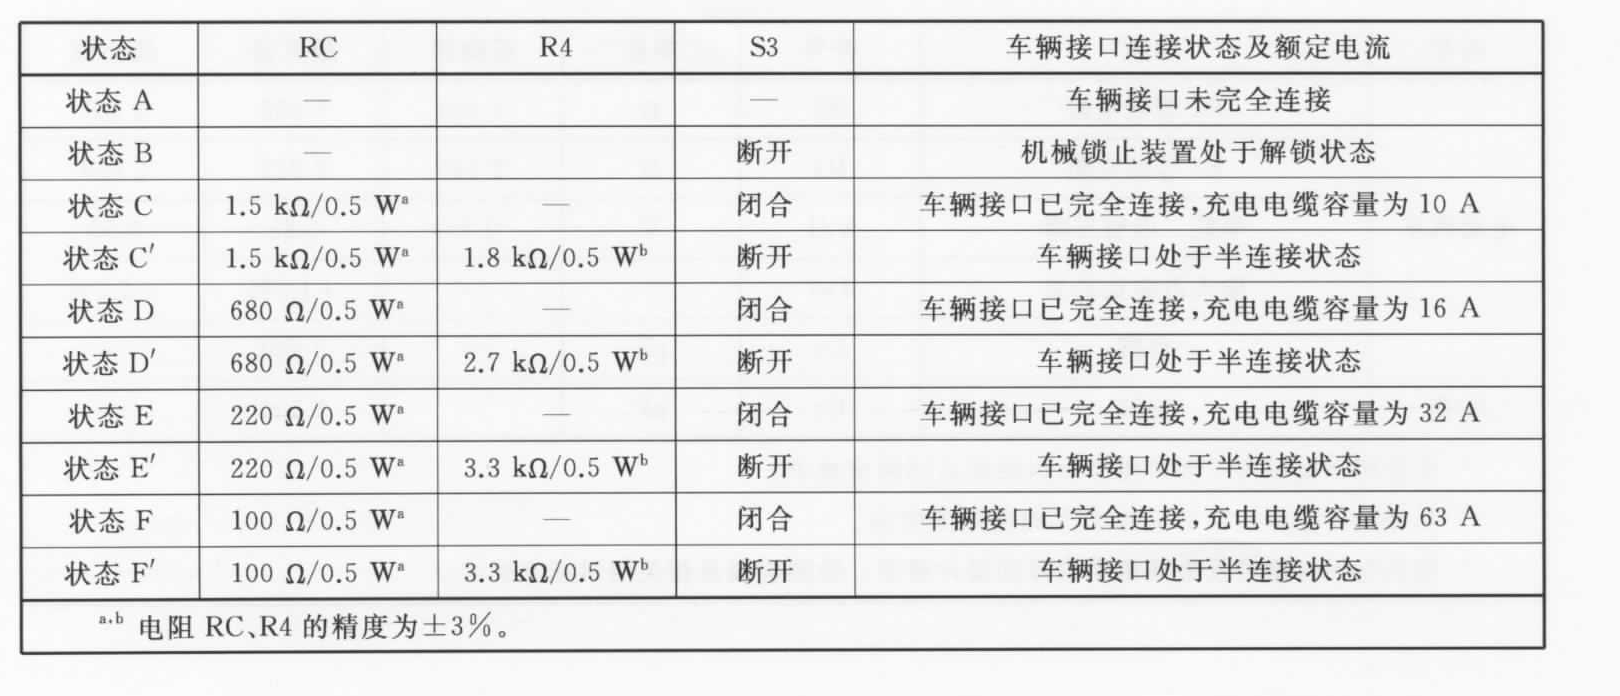 状态 RC R4 S3 车辆接口连接状态及额定电流
状态 A — — 车辆接口未完全连接
状态 B — 断开 机械锁止装置处于解锁状态
状态 C 1.5 kΩ/0.5 Wᵃ — 闭合 车辆接口已完全连接,充电电缆容量为 10 A
状态 C′ 1.5 kΩ/0.5 Wᵃ 1.8 kΩ/0.5 Wᵇ 断开 车辆接口处于半连接状态
状态 D 680 Ω/0.5 Wᵃ — 闭合 车辆接口已完全连接,充电电缆容量为 16 A
状态 D′ 680 Ω/0.5 Wᵃ 2.7 kΩ/0.5 Wᵇ 断开 车辆接口处于半连接状态
状态 E 220 Ω/0.5 Wᵃ — 闭合 车辆接口已完全连接,充电电缆容量为 32 A
状态 E′ 220 Ω/0.5 Wᵃ 3.3 kΩ/0.5 Wᵇ 断开 车辆接口处于半连接状态
状态 F 100 Ω/0.5 Wᵃ — 闭合 车辆接口已完全连接,充电电缆容量为 63 A
状态 F′ 100 Ω/0.5 Wᵃ 3.3 kΩ/0.5 Wᵇ 断开 车辆接口处于半连接状态
ᵃ,ᵇ 电阻 RC、R4 的精度为±3%。